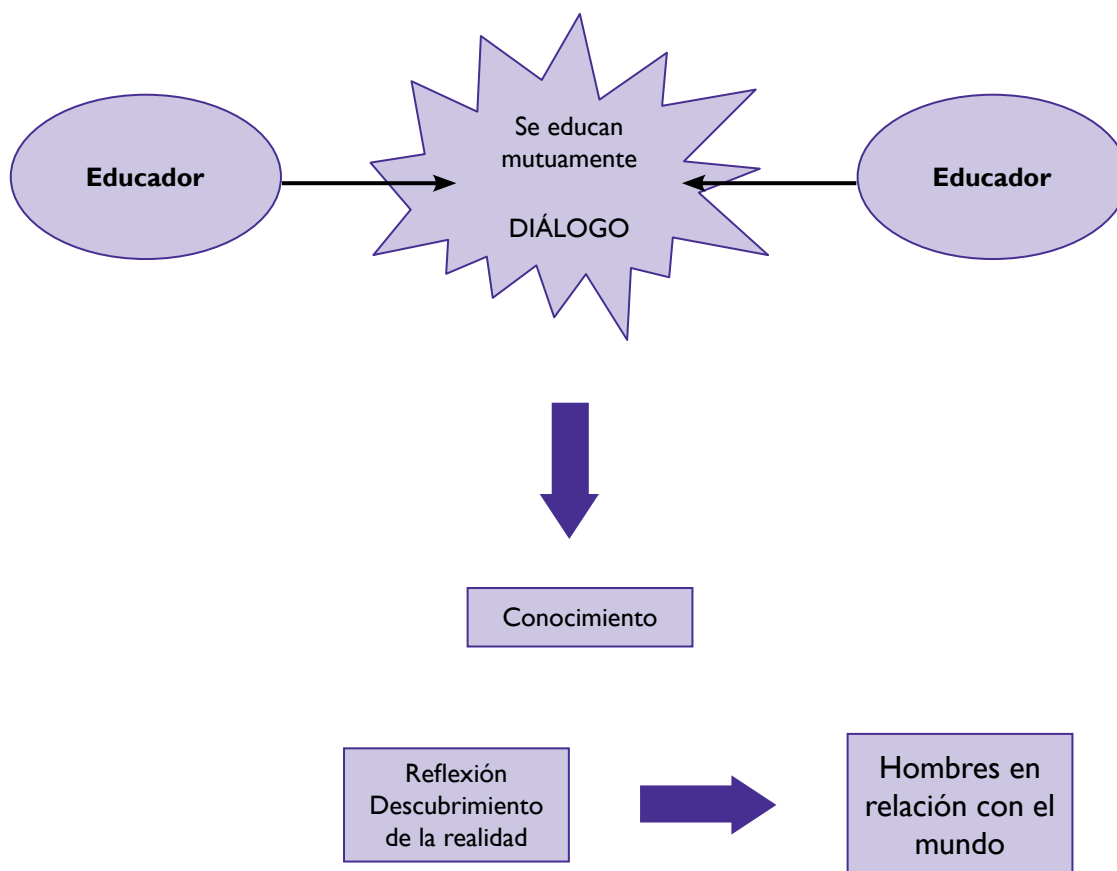 Se educan
mutuamente
DIÁLOGO
Educador
Educador
Conocimiento
Reflexión
Descubrimiento
de la realidad
Hombres en
relación con el
mundo